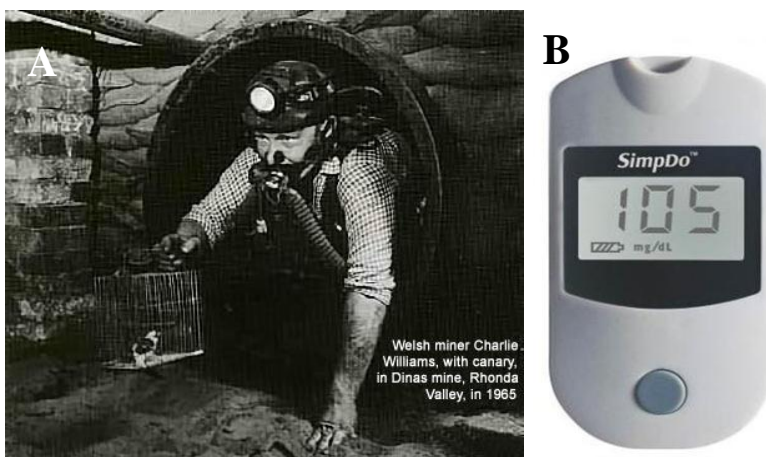 A
Welsh miner Charlie
Williams, with canary,
in Dinas mine, Rhonda
Valley, in 1965
B
SimpDo™
105
mg/dL